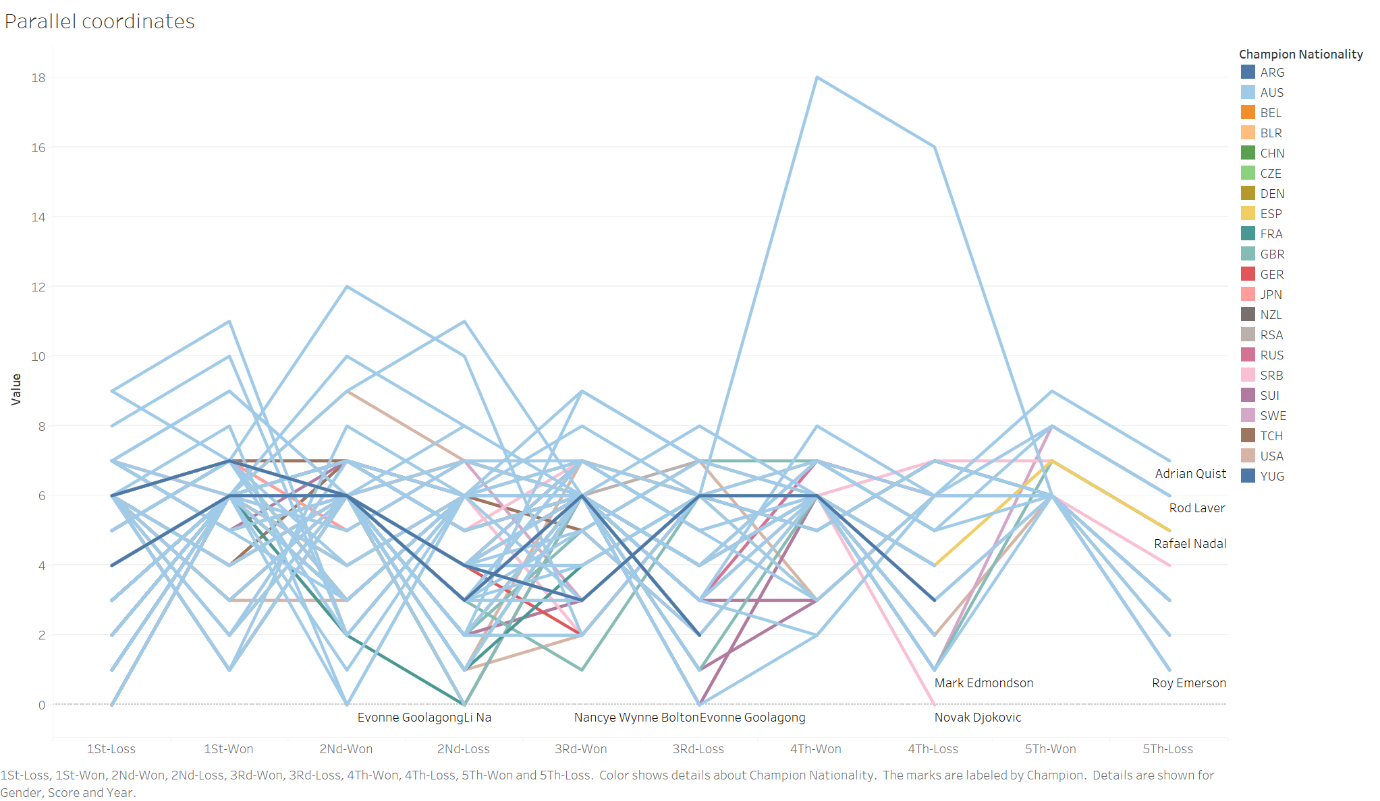 Parallel coordinates
Champion Nationality
ARG
AUS
BEL
BLR
CHN
CZE
DEN
ESP
FRA
GBR
GER
JPN
NZL
RSA
RUS
SRB
SUI
SWE
TCH
USA
YUG
Value
18
16
14
12
10
8
6
4
2
0
Adrian Quist
Rod Laver
Rafael Nadal
Mark Edmondson
Roy Emerson
Evonne Goolagong
Li Na
Nancye Wynne Bolton
Evonne Goolagong
Novak Djokovic
1St-Loss
1St-Won
2Nd-Won
2Nd-Loss
3Rd-Won
3Rd-Loss
4Th-Won
4Th-Loss
5Th-Won
5Th-Loss
1St-Loss, 1St-Won, 2Nd-Won, 2Nd-Loss, 3Rd-Won, 3Rd-Loss, 4Th-Won, 4Th-Loss, 5Th-Won and 5Th-Loss.  Color shows details about Champion Nationality.  The marks are labeled by Champion.  Details are shown for
Gender, Score and Year.